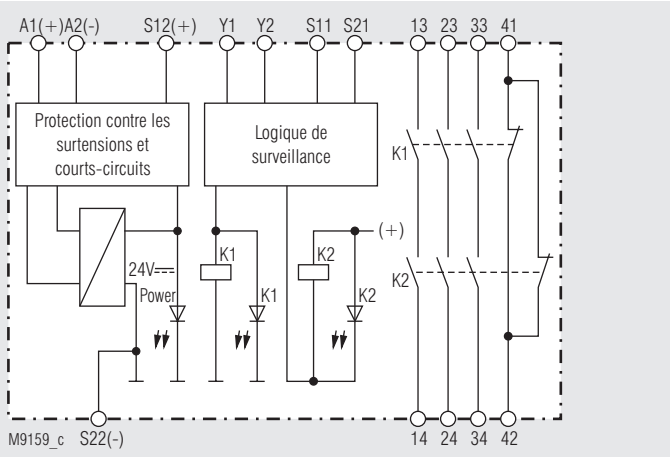 A1(+) A2(-) S12(+) Y1 Y2 S11 S21 13 23 33 41
Protection contre les
surtensions et
courts-circuits
Logique de
surveillance
K1
(+)
K1
K2
24V
K2
Power
K1
K2
M9159_c
S22(-)
14 24 34 42